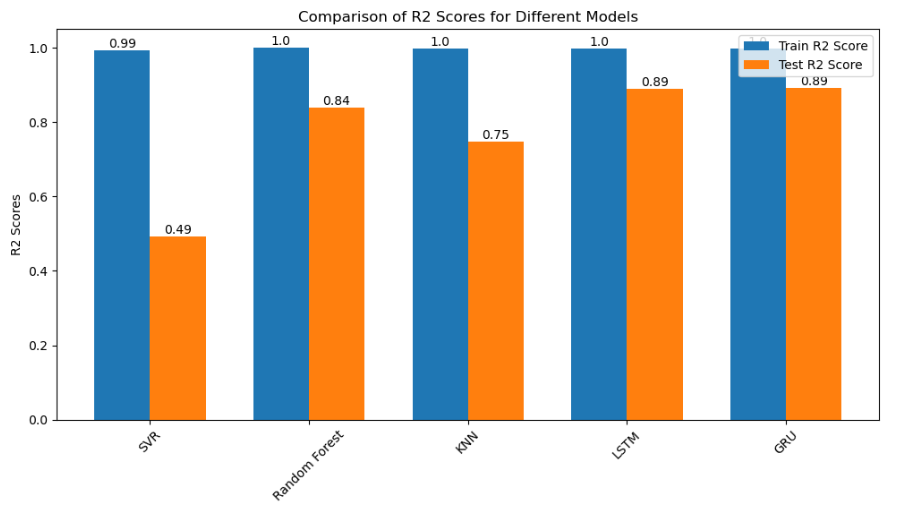 Comparison of R2 Scores for Different Models
R2 Scores
1.0
0.8
0.6
0.4
0.2
0.0
0.99
0.49
1.0
0.84
1.0
0.75
1.0
0.89
1.0
0.89
Train R2 Score
Test R2 Score
SVR
Random Forest
KNN
LSTM
GRU